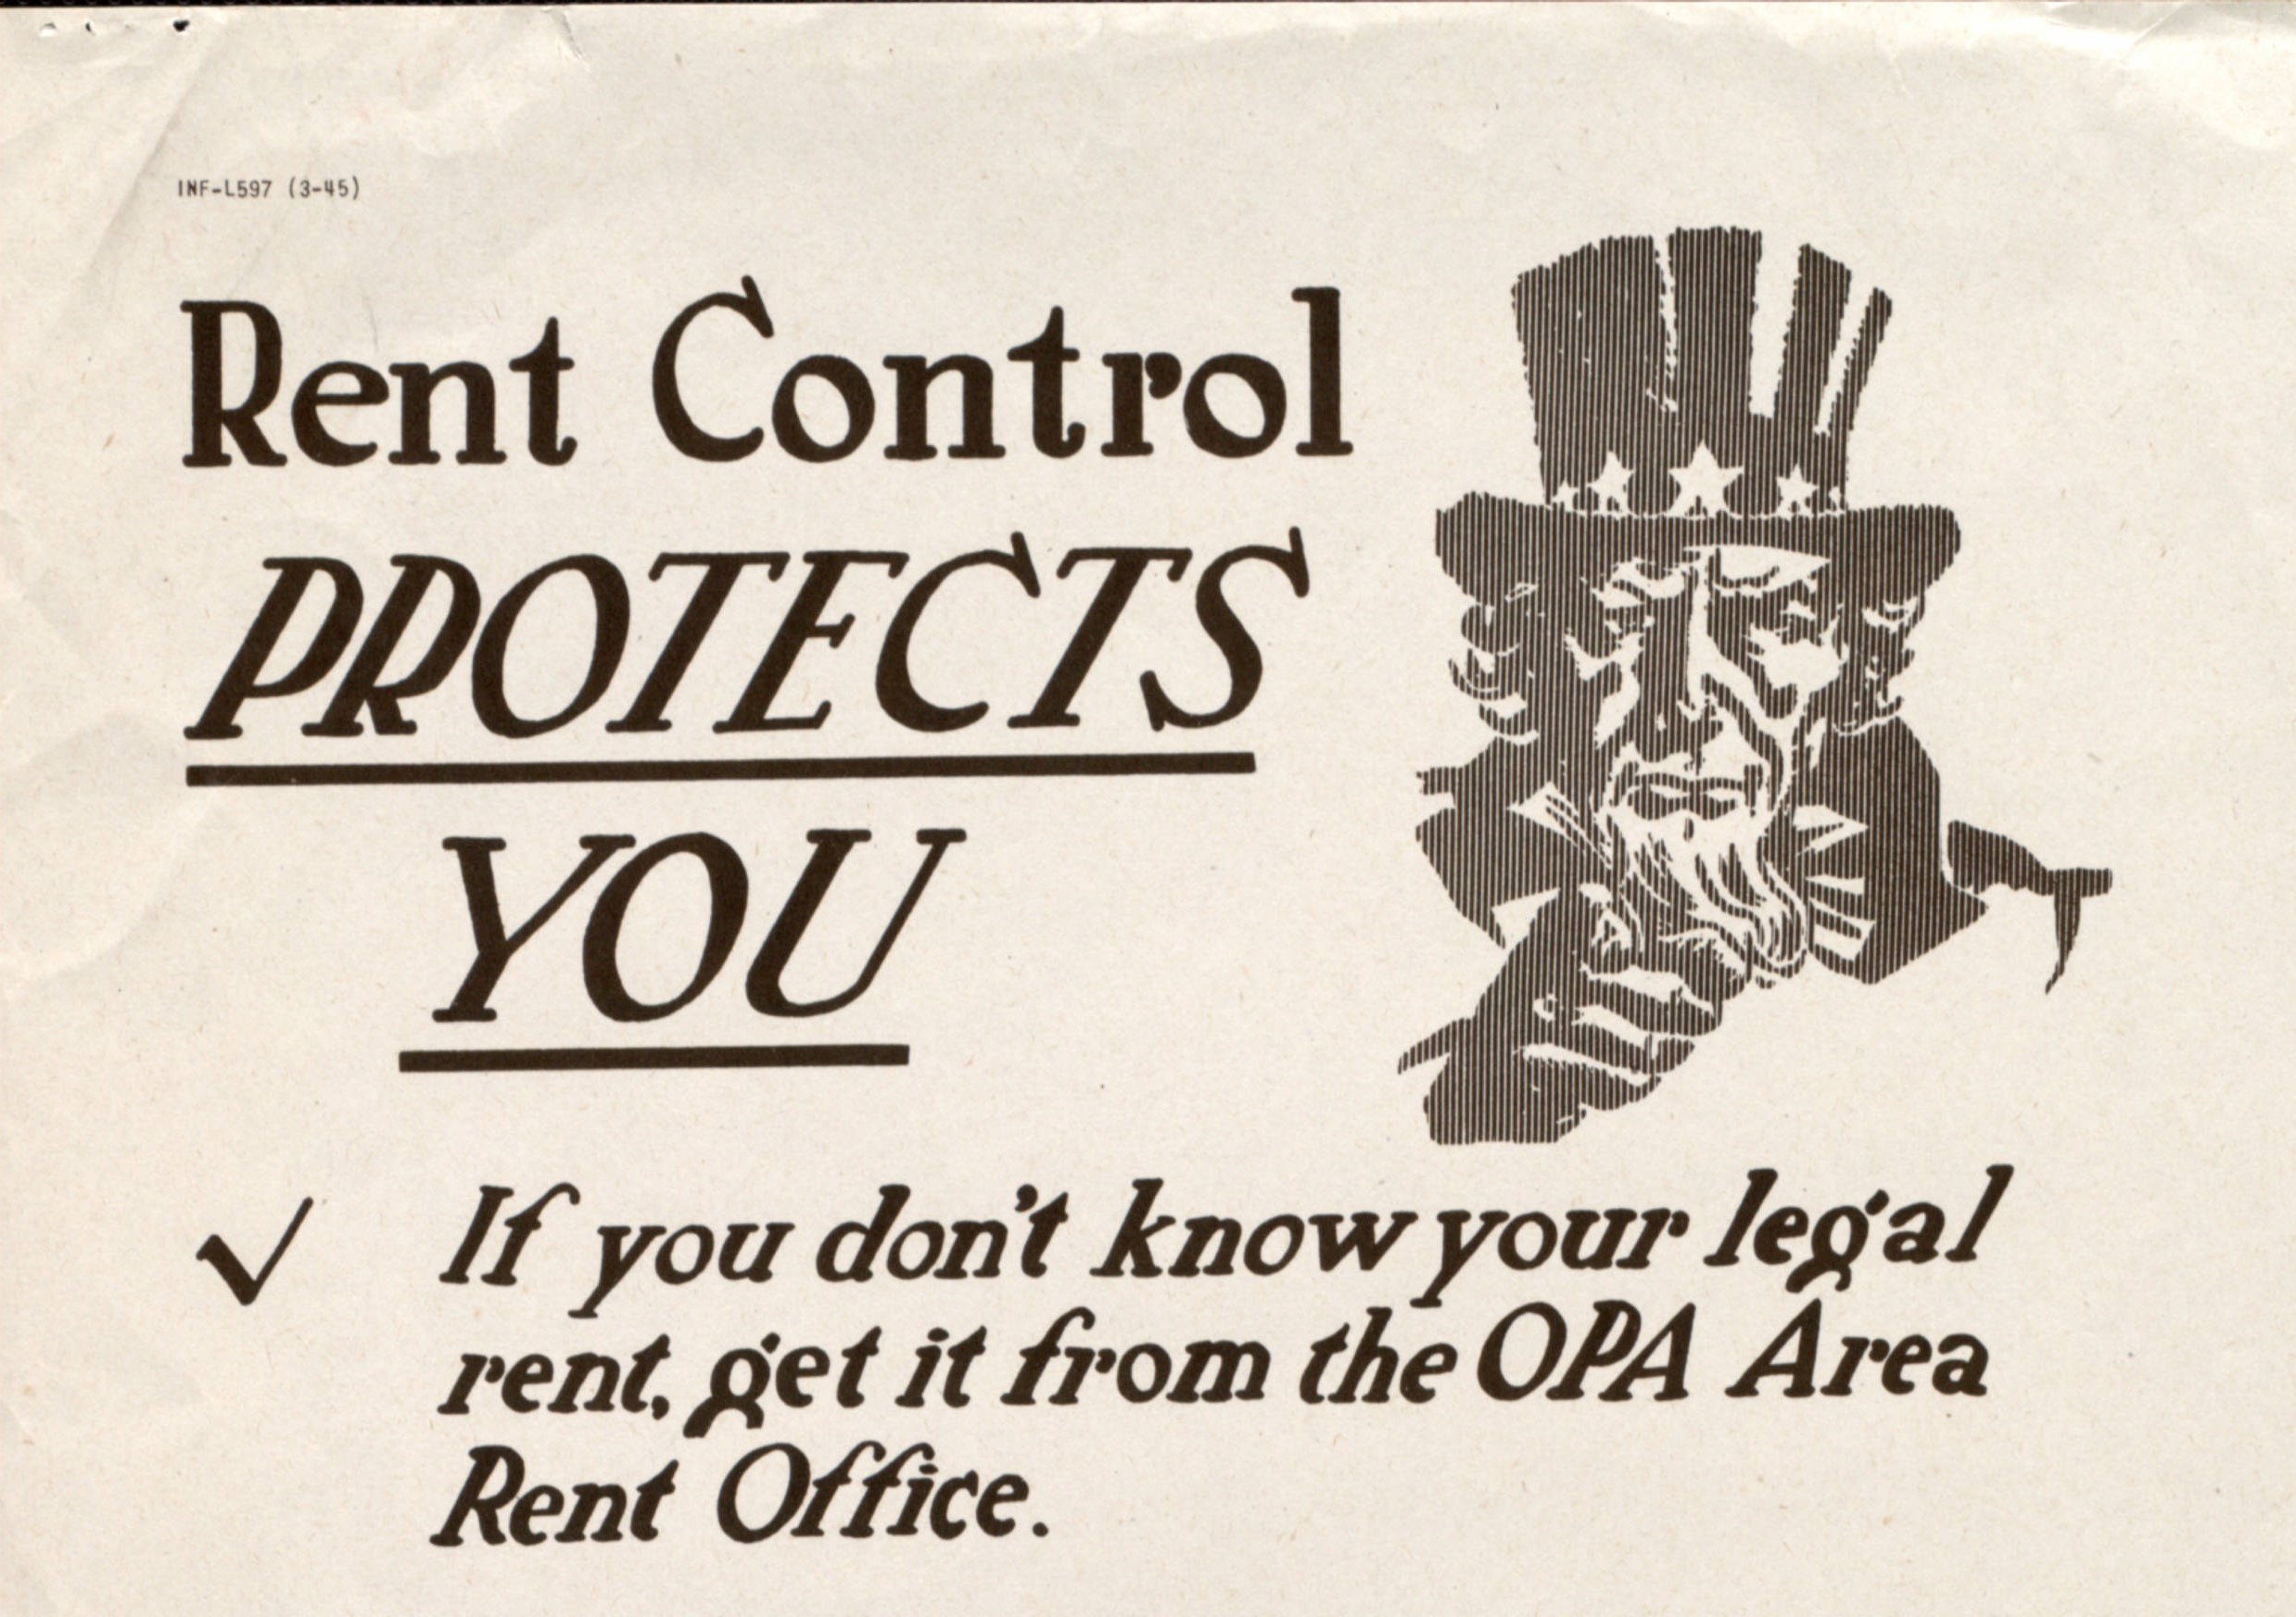 INF-L597 (3-45)
Rent Control
PROTECTS
YOU
✓ If you don't know your legal
rent, get it from the OPA Area
Rent Office.